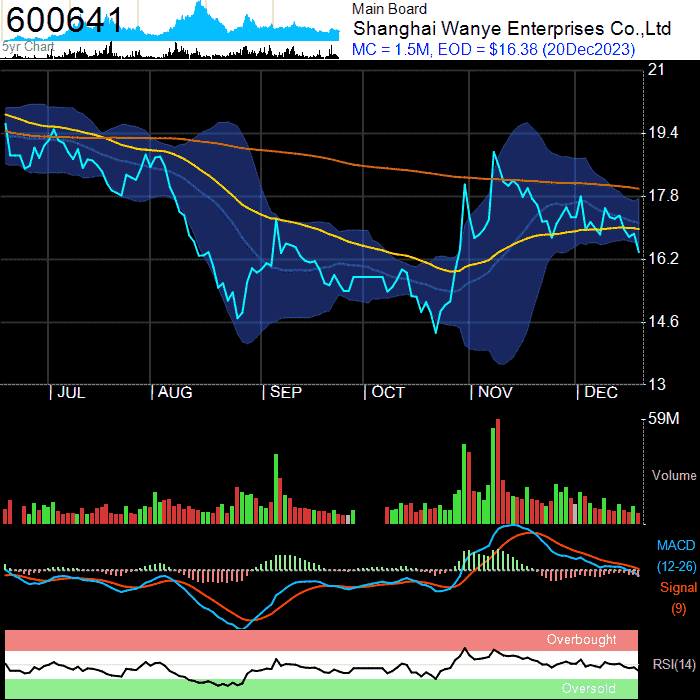 600641
5yr Chart
Main Board
Shanghai Wanye Enterprises Co.,Ltd
MC = 1.5M, EOD = $16.38 (20Dec2023)
21
19.4
17.8
16.2
14.6
13
JUL AUG SEP OCT NOV DEC
59M
Volume
MACD
(12-26)
Signal
(9)
Overbought
RSI(14)
Oversold